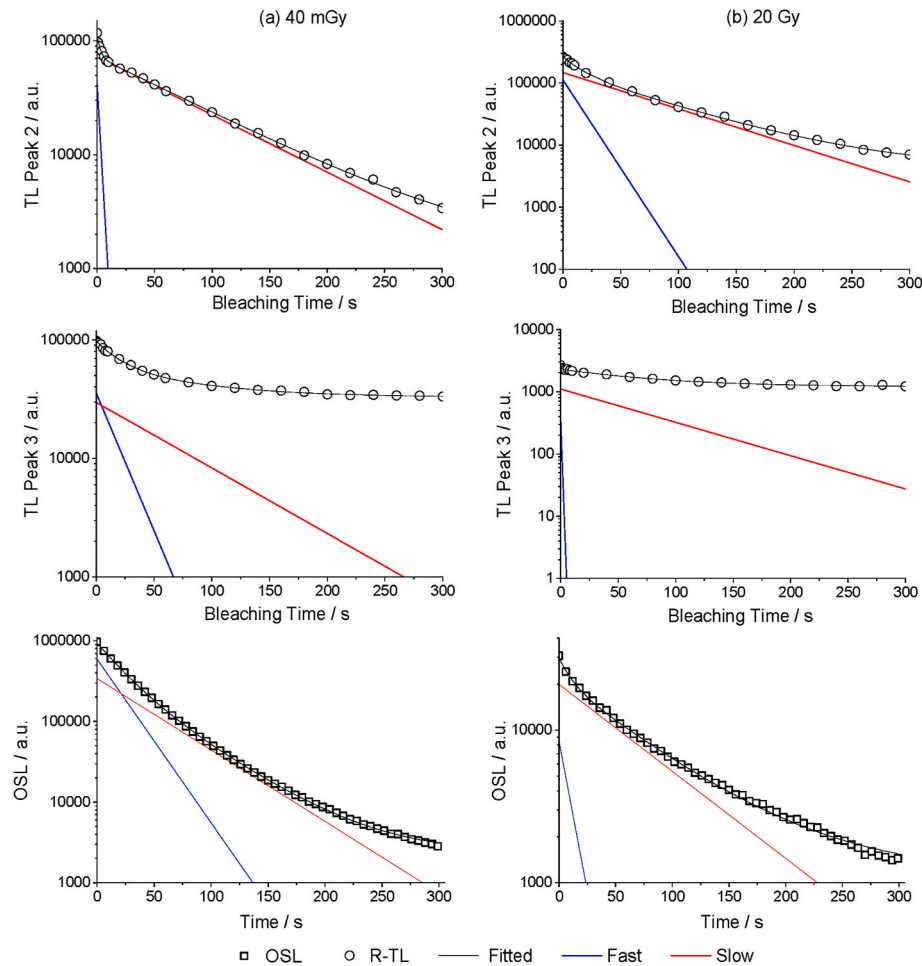 (a) 40 mGy
(b) 20 Gy
TL Peak 2 / a.u.
100000
10000
1000
0 50 100 150 200 250 300
Bleaching Time / s
TL Peak 2 / a.u.
1000000
100000
10000
1000
100
0 50 100 150 200 250 300
Bleaching Time / s
TL Peak 3 / a.u.
100000
10000
1000
0 50 100 150 200 250 300
Bleaching Time / s
TL Peak 3 / a.u.
10000
1000
100
10
1
0 50 100 150 200 250 300
Bleaching Time / s
OSL / a.u.
1000000
100000
10000
1000
0 50 100 150 200 250 300
Time / s
OSL / a.u.
10000
1000
0 50 100 150 200 250 300
Time / s
OSL R-TL Fitted Fast Slow